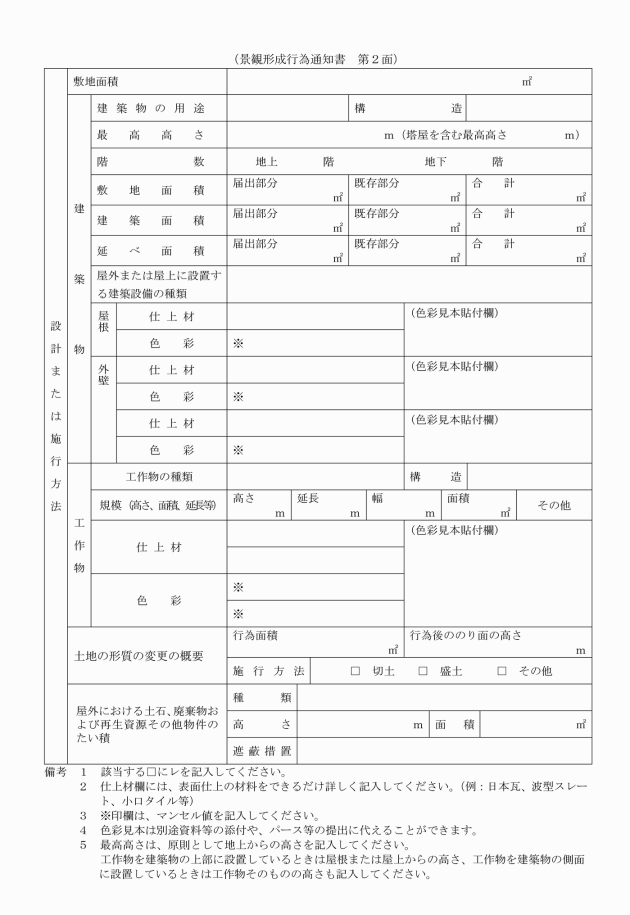 （景観形成行為通知書　第２面）
敷地面積　㎡
設計または施行方法
建築物
建築物の用途　構造
最高高さ　ｍ（塔屋を含む最高高さ　ｍ）
階数　地上　階　地下　階
敷地面積　届出部分　㎡　既存部分　㎡　合計　㎡
建築面積　届出部分　㎡　既存部分　㎡　合計　㎡
延べ面積　届出部分　㎡　既存部分　㎡　合計　㎡
屋外または屋上に設置す
る建築設備の種類
屋根　仕上材　（色彩見本貼付欄）
色彩　※
外壁　仕上材　（色彩見本貼付欄）
色彩　※
仕上材　（色彩見本貼付欄）
色彩　※
工作物
工作物の種類　構造
規模（高さ、面積、延長等）　高さ　ｍ　延長　ｍ　幅　ｍ　面積　㎡　その他
仕上材　（色彩見本貼付欄）
色彩　※
※
土地の形質の変更の概要　行為面積　㎡　行為後ののり面の高さ　ｍ
施行方法　□　切土　□　盛土　□　その他
屋外における土石、廃棄物お
よび再生資源その他物件の
たい積
種類
高さ　ｍ　面積　㎡
遮蔽措置
備考　１　該当する□にレを記入してください。
２　仕上材欄には、表面仕上の材料をできるだけ詳しく記入してください。（例：日本瓦、波型スレー
ト、小口タイル等）
３　※印欄は、マンセル値を記入してください。
４　色彩見本は別途資料等の添付や、パース等の提出に代えることができます。
５　最高高さは、原則として地上からの高さを記入してください。
工作物を建築物の上部に設置しているときは屋根または屋上からの高さ、工作物を建築物の側面
に設置しているときは工作物そのものの高さも記入してください。